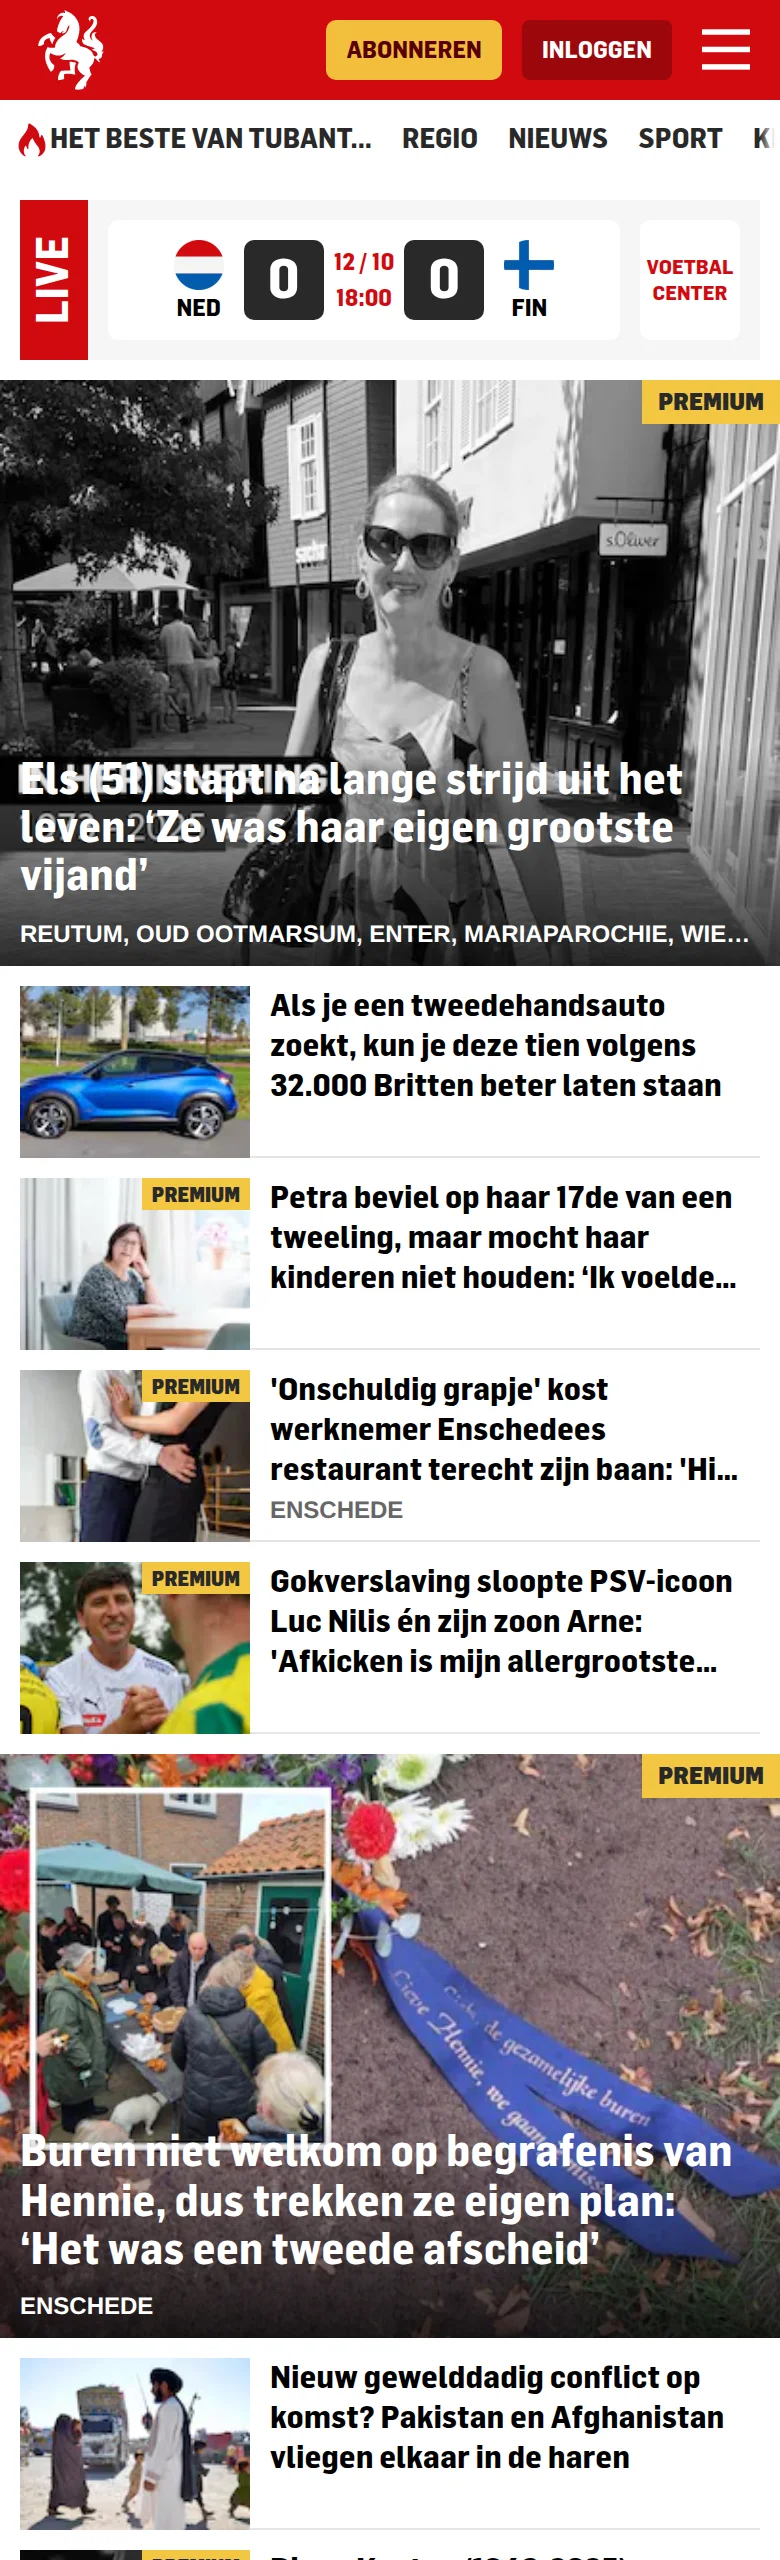 ABONNEREN
INLOGGEN
HET BESTE VAN TUBANT...
REGIO
NIEUWS
SPORT
LIVE
NED
0
12 / 10
18:00
0
FIN
VOETBAL
CENTER
PREMIUM
s.Oliver
Els (51) stapt na lange strijd uit het
leven: ‘Ze was haar eigen grootste
vijand’
REUTUM, OUD OOTMARSUM, ENTER, MARIAPAROCHIE, WIE...
Als je een tweedehandsauto
zoekt, kun je deze tien volgens
32.000 Britten beter laten staan
PREMIUM
Petra beviel op haar 17de van een
tweeling, maar mocht haar
kinderen niet houden: ‘Ik voelde...
PREMIUM
'Onschuldig grapje' kost
werknemer Enschedees
restaurant terecht zijn baan: 'Hi...
ENSCHEDE
PREMIUM
Gokverslaving sloopte PSV-icoon
Luc Nilis én zijn zoon Arne:
'Afkicken is mijn allergrootste...
PREMIUM
de gezamelijke buren
Lieve Hennie, we gaan
Buren niet welkom op begrafenis van
Hennie, dus trekken ze eigen plan:
‘Het was een tweede afscheid’
ENSCHEDE
Nieuw gewelddadig conflict op
komst? Pakistan en Afghanistan
vliegen elkaar in de haren